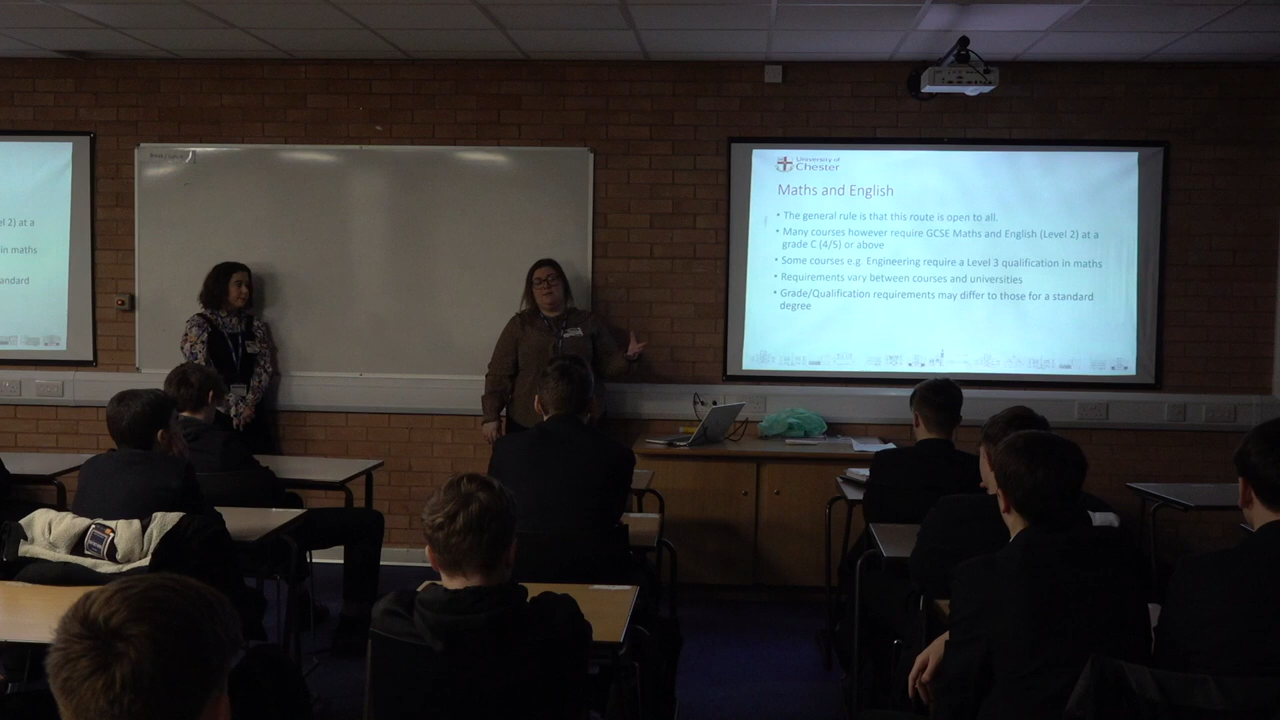 el 2) at a
in maths
andard
University of
Chester
Maths and English
• The general rule is that this route is open to all.
• Many courses however require GCSE Maths and English (Level 2) at a
grade C (4/5) or above
• Some courses e.g. Engineering require a Level 3 qualification in maths
• Requirements vary between courses and universities
• Grade/Qualification requirements may differ to those for a standard
degree